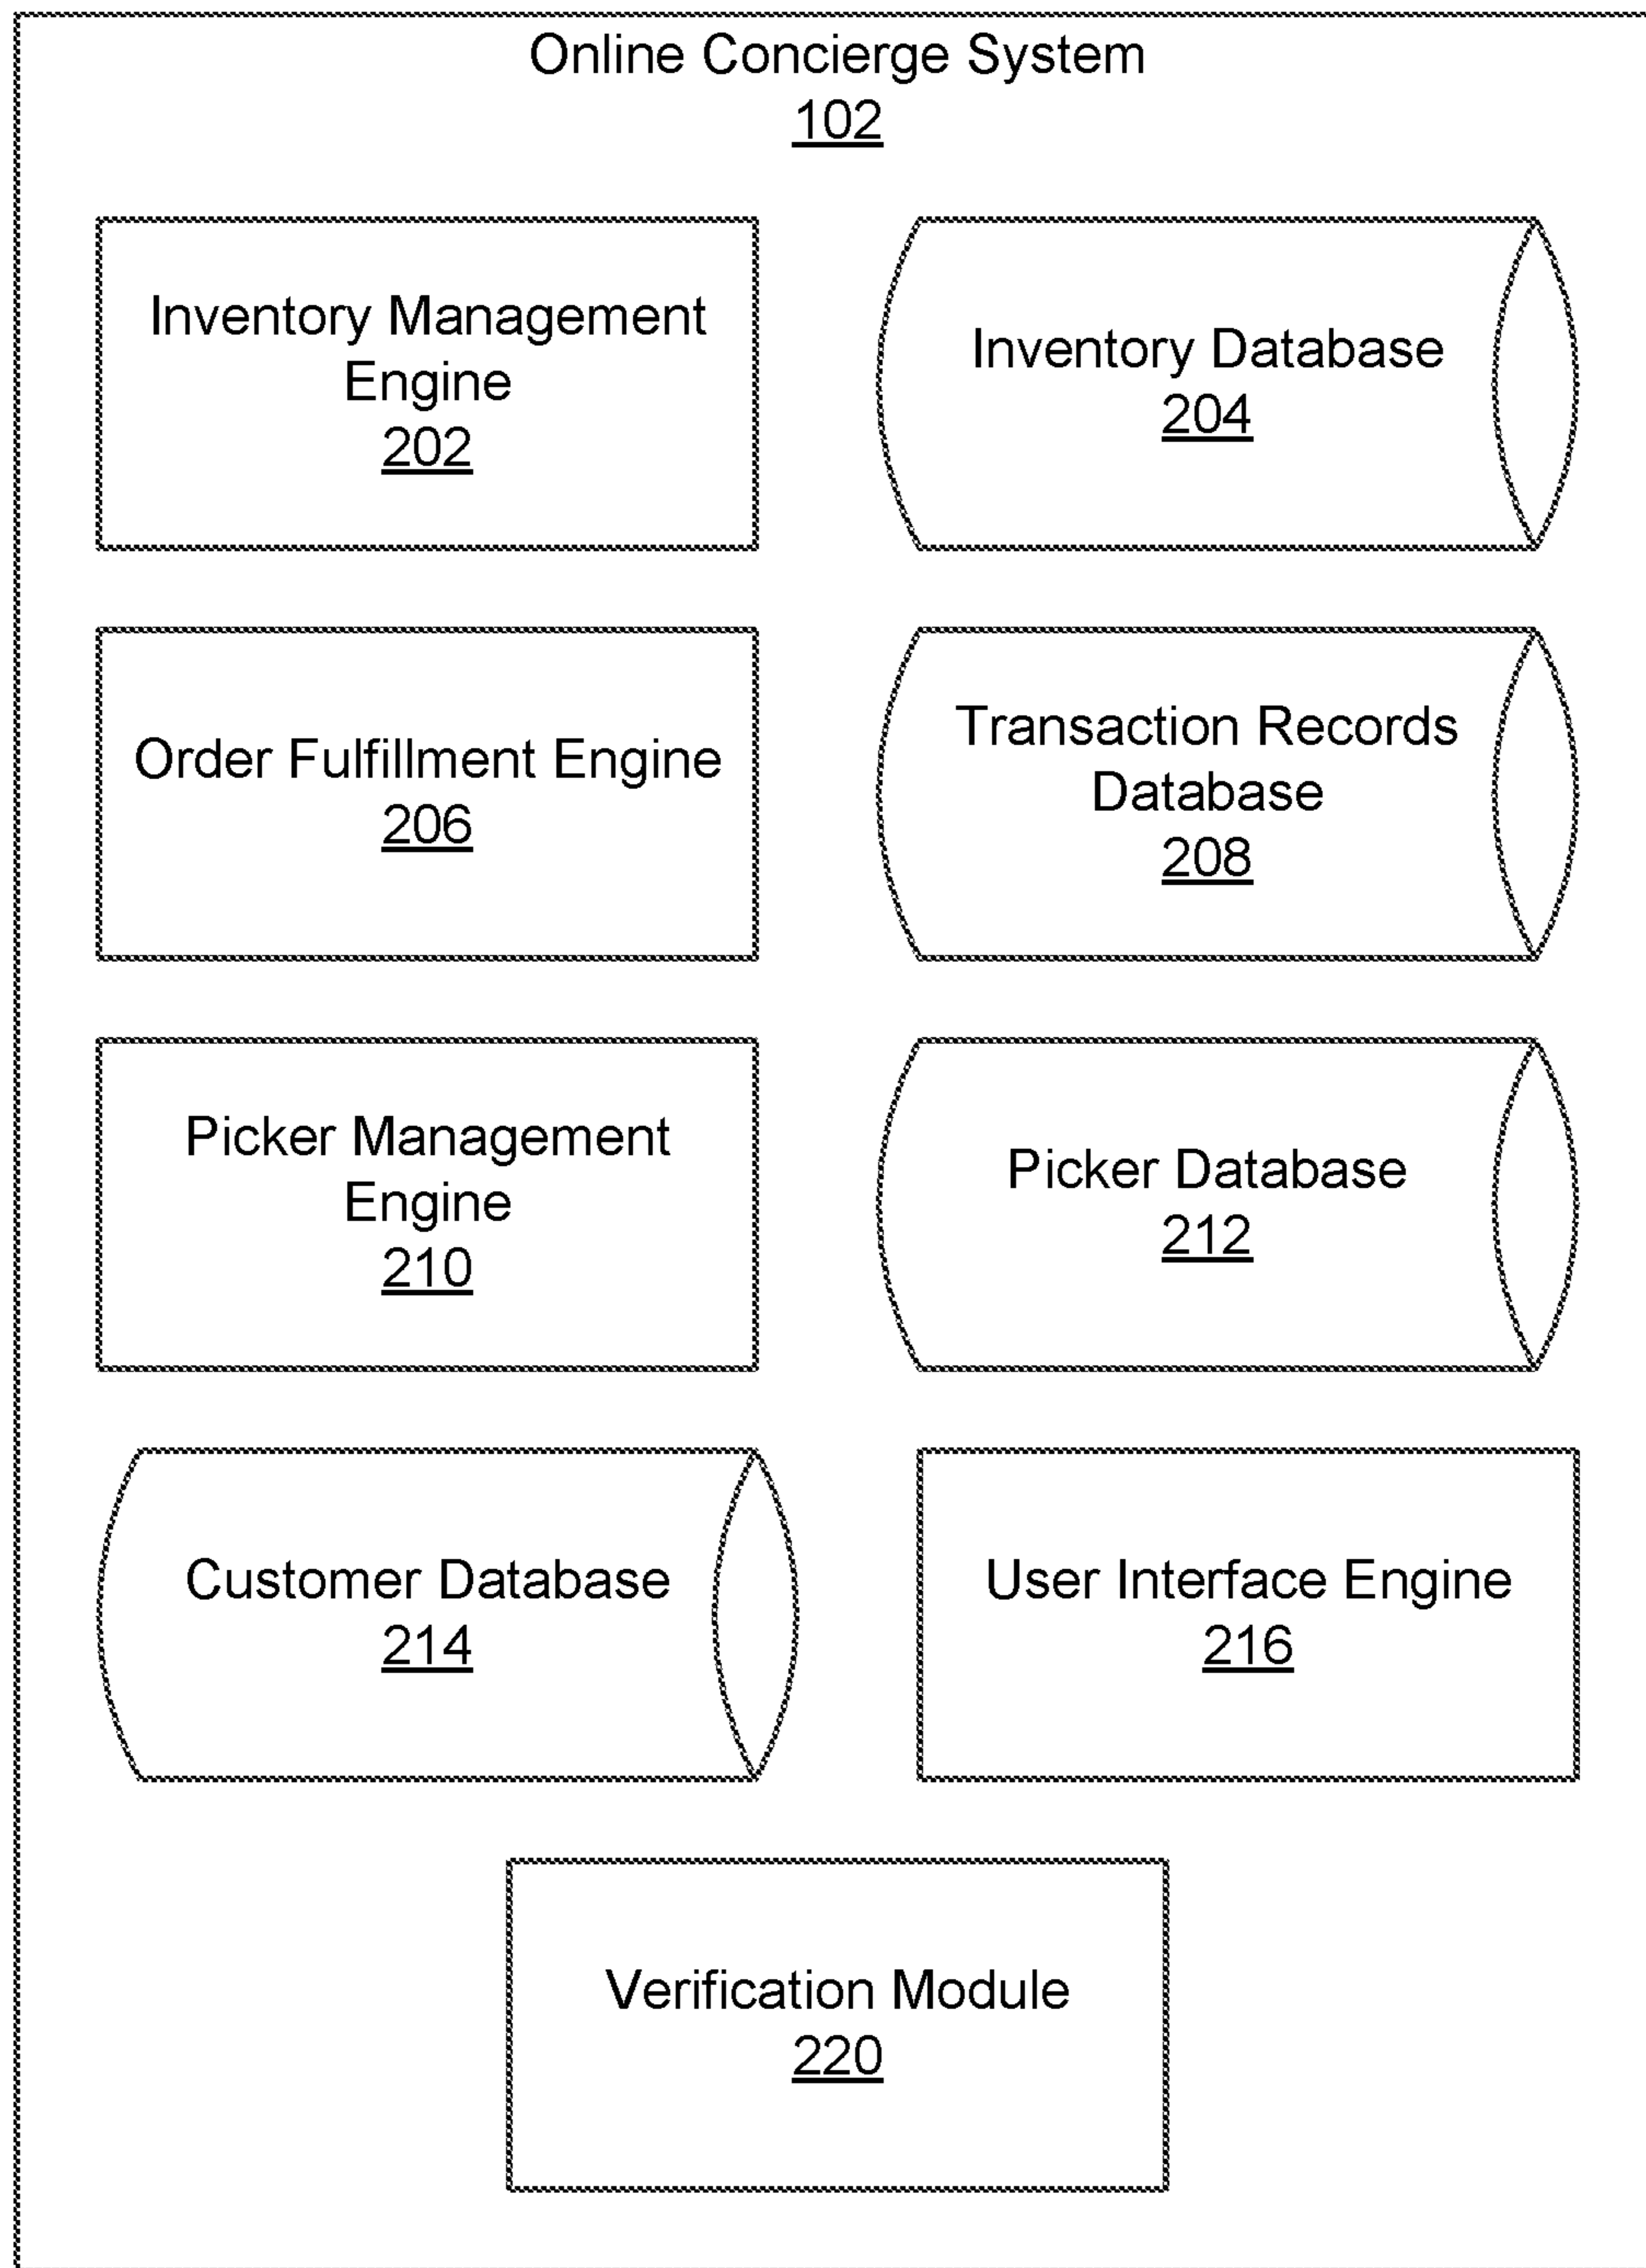 Online Concierge System
102
Inventory Management
Engine
202
Inventory Database
204
Order Fulfillment Engine
206
Transaction Records
Database
208
Picker Management
Engine
210
Picker Database
212
Customer Database
214
User Interface Engine
216
Verification Module
220